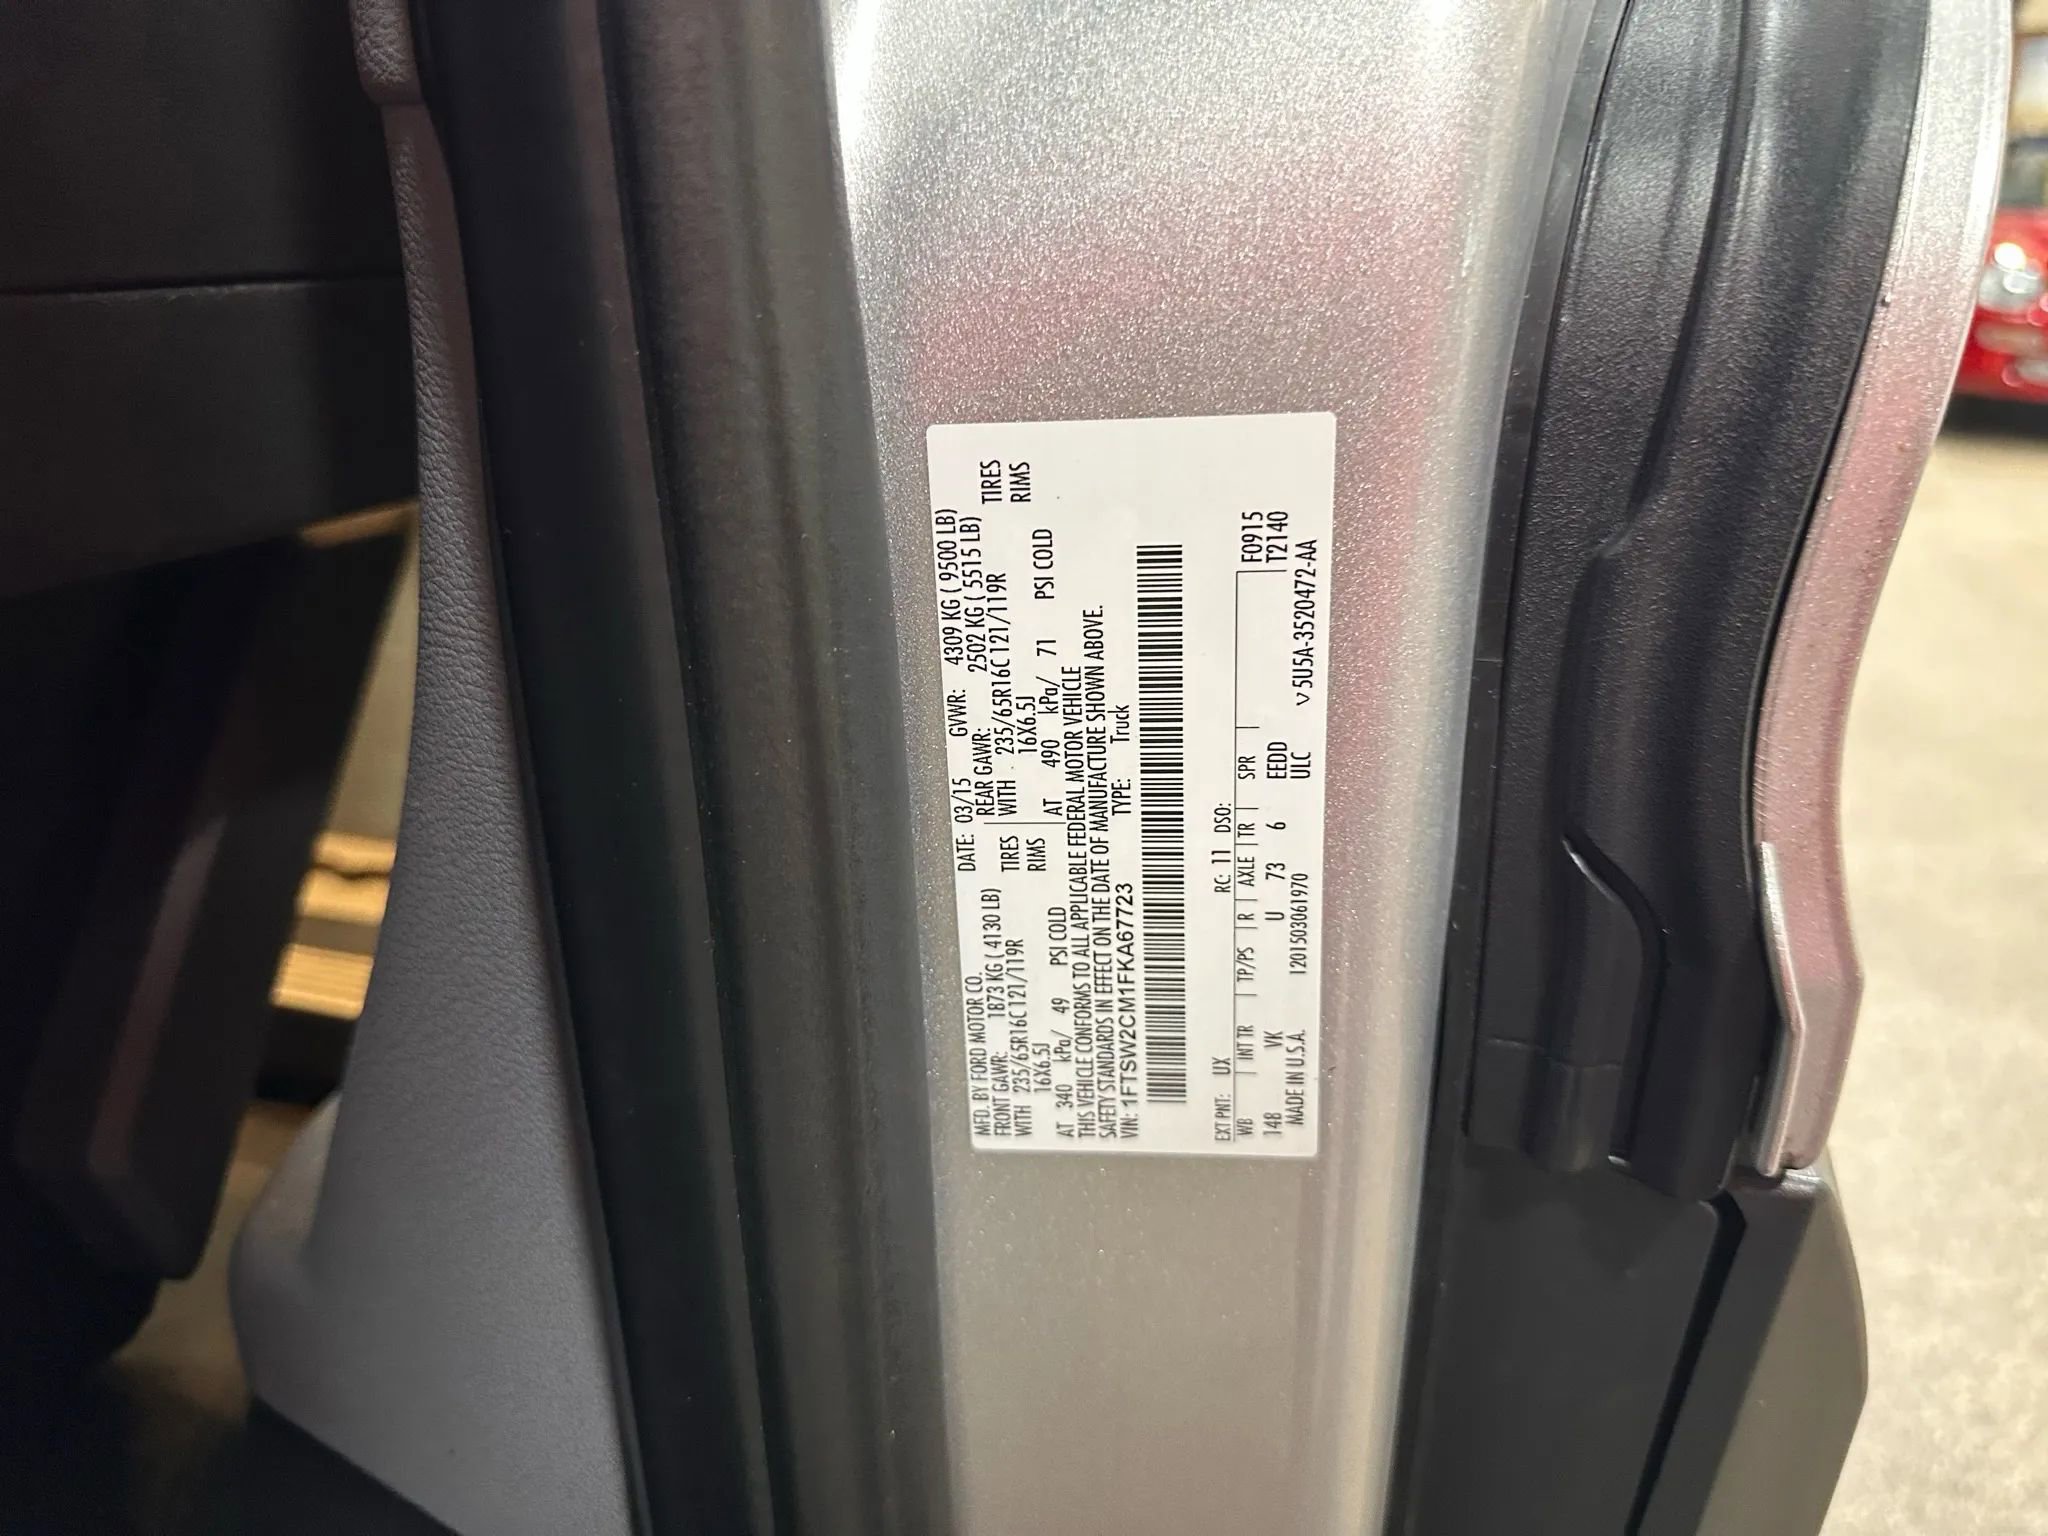 MFD. BY FORD MOTOR CO. DATE: 03/15 GVWR: 4309 KG ( 9500 LB)
FRONT GAWR: 1873 KG ( 4130 LB) REAR GAWR: 2502 KG ( 5515 LB)
WITH 235/65R16C 121/119R TIRES WITH 235/65R16C 121/119R TIRES
16X6.5J RIMS 16X6.5J RIMS
AT 340 kPa/ 49 PSI COLD AT 490 kPa/ 71 PSI COLD
THIS VEHICLE CONFORMS TO ALL APPLICABLE FEDERAL MOTOR VEHICLE
SAFETY STANDARDS IN EFFECT ON THE DATE OF MANUFACTURE SHOWN ABOVE.
VIN: 1FTSW2CM1FKA67723 TYPE: Truck
EXT PNT: UX RC: 11 DSO: F0915
WB INT TR TP/PS R AXLE TR SPR T2140
148 VK U 73 6 EEDD
MADE IN U.S.A. 1201503061970 ULC 5U5A-3520472-AA